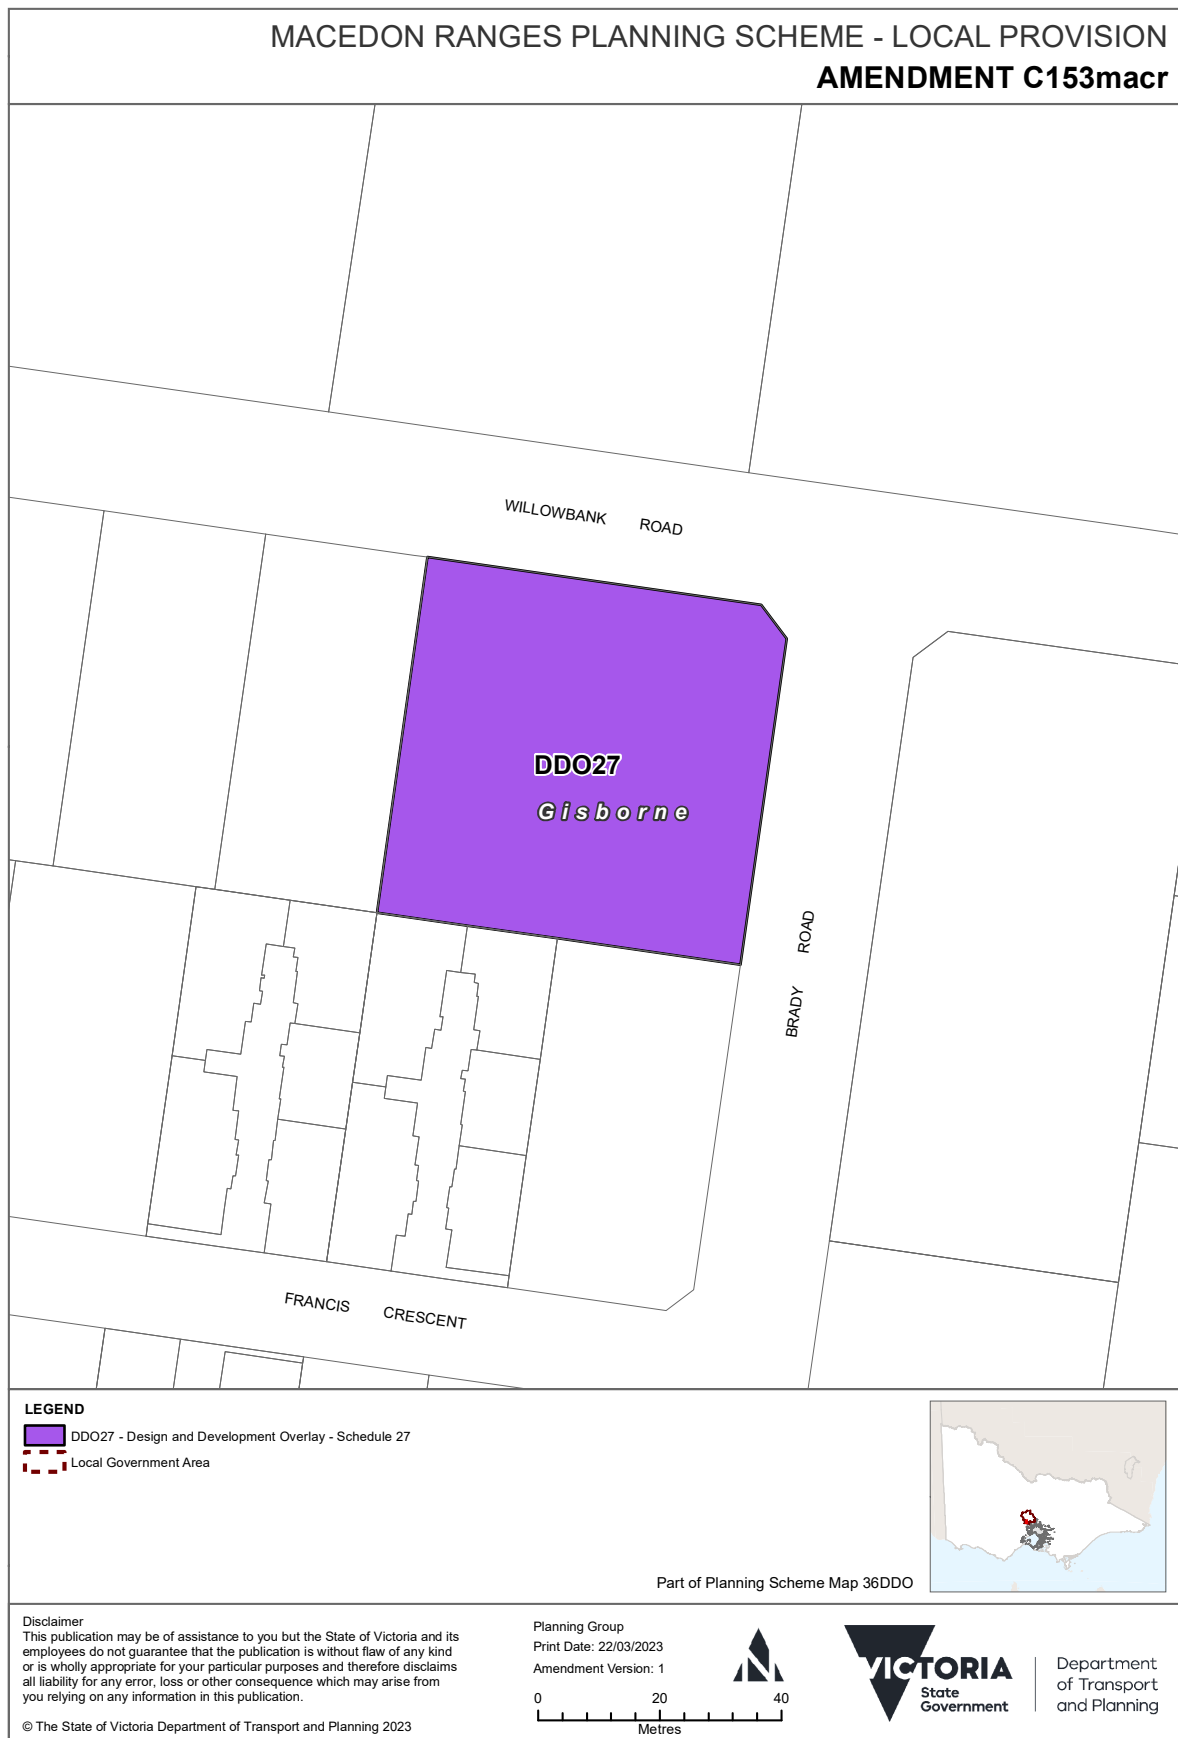 MACEDON RANGES PLANNING SCHEME - LOCAL PROVISION
AMENDMENT C153macr
WILLOWBANK ROAD
DDO27
Gisborne
BRADY ROAD
FRANCIS CRESCENT
LEGEND
DDO27 - Design and Development Overlay - Schedule 27
Local Government Area
Part of Planning Scheme Map 36DDO
Disclaimer
This publication may be of assistance to you but the State of Victoria and its
employees do not guarantee that the publication is without flaw of any kind
or is wholly appropriate for your particular purposes and therefore disclaims
all liability for any error, loss or other consequence which may arise from
you relying on any information in this publication.
© The State of Victoria Department of Transport and Planning 2023
Planning Group
Print Date: 22/03/2023
Amendment Version: 1
N
0 20 40
Metres
VICTORIA
State
Government
Department
of Transport
and Planning